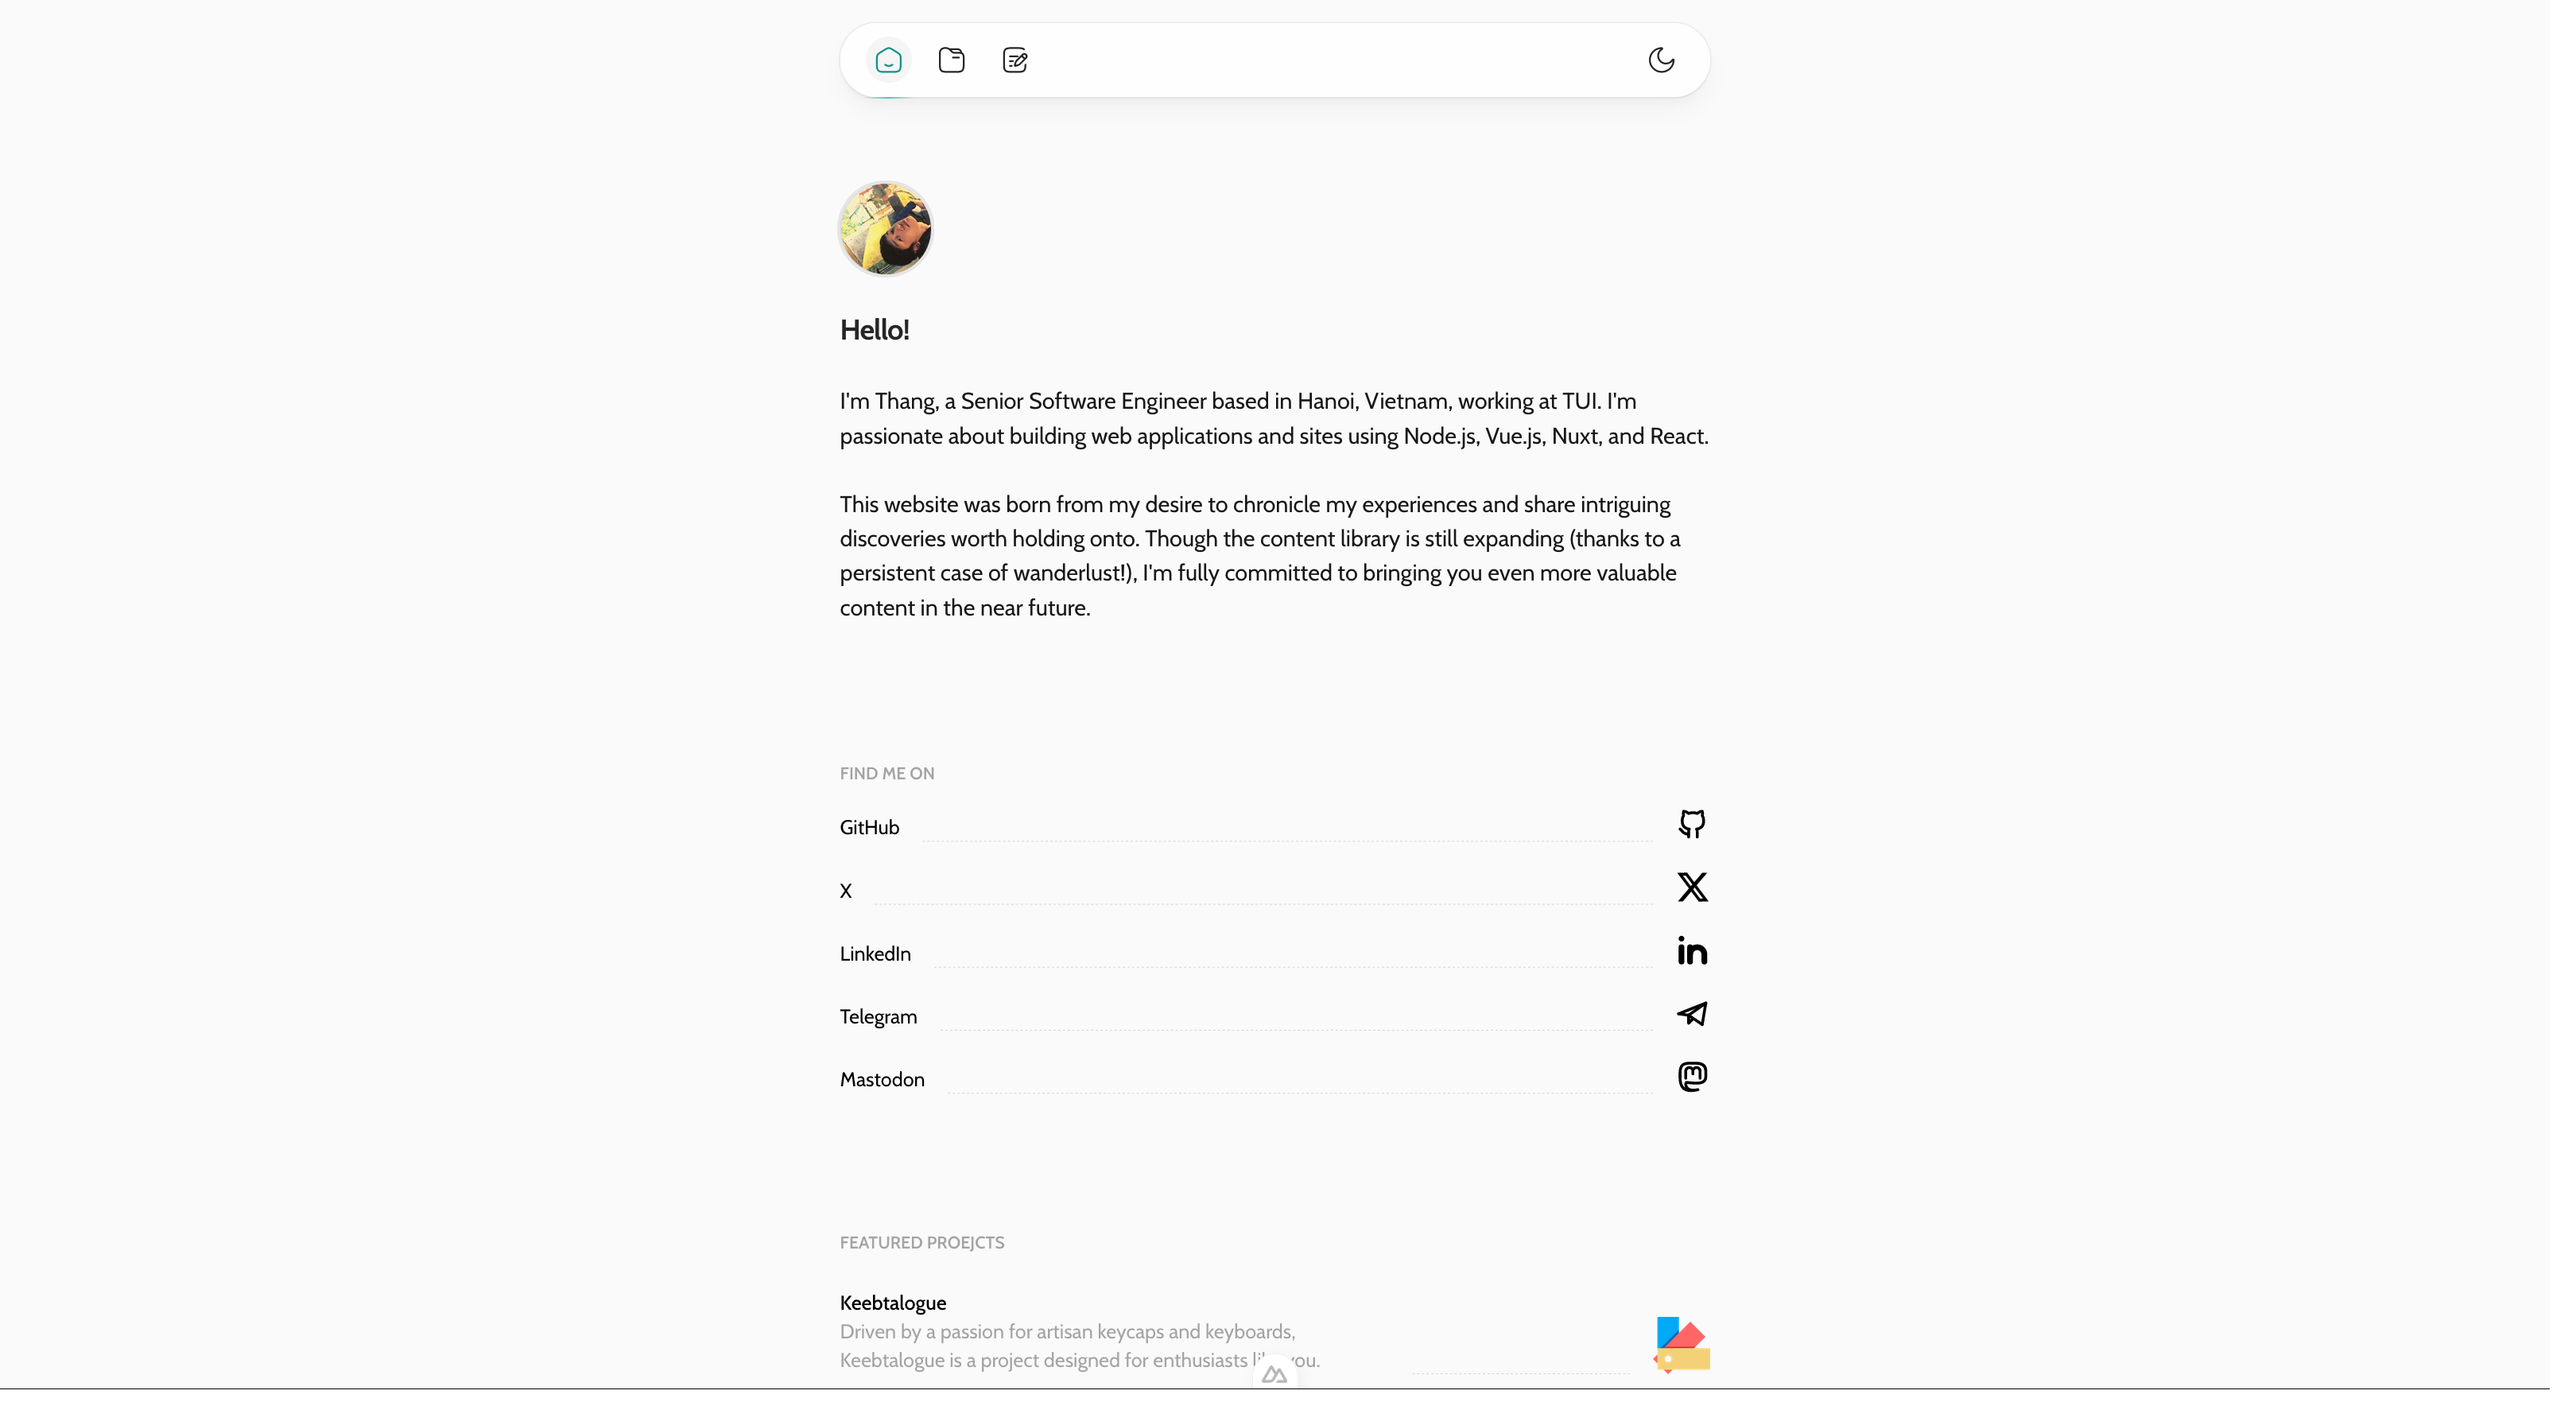 Hello!
I'm Thang, a Senior Software Engineer based in Hanoi, Vietnam, working at TUI. I'm
passionate about building web applications and sites using Node.js, Vue.js, Nuxt, and React.
This website was born from my desire to chronicle my experiences and share intriguing
discoveries worth holding onto. Though the content library is still expanding (thanks to a
persistent case of wanderlust!), I'm fully committed to bringing you even more valuable
content in the near future.
FIND ME ON
GitHub
X
LinkedIn
Telegram
Mastodon
FEATURED PROEJCTS
Keebtalogue
Driven by a passion for artisan keycaps and keyboards,
Keebtalogue is a project designed for enthusiasts you.